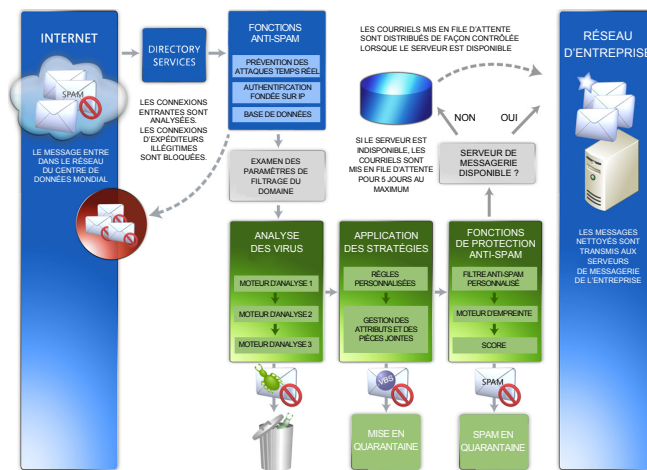 INTERNET
SPAM
LE MESSAGE ENTRE
DANS LE RÉSEAU
DU CENTRE DE
DONNÉES MONDIAL
DIRECTORY
SERVICES
LES CONNEXIONS
ENTRANTES SONT
ANALYSÉES.
LES CONNEXIONS
D'EXPÉDITEURS
ILLÉGITIMES
SONT BLOQUÉES.
FONCTIONS
ANTI-SPAM
PRÉVENTION DES
ATTAQUES TEMPS RÉEL
AUTHENTIFICATION
FONDÉE SUR IP
BASE DE DONNÉES
EXAMEN DES
PARAMÈTRES DE
FILTRAGE DU
DOMAINE
LES COURRIELS MIS EN FILE D'ATTENTE
SONT DISTRIBUÉS DE FAÇON CONTRÔLÉE
LORSQUE LE SERVEUR EST DISPONIBLE
NON
OUI
SI LE SERVEUR EST
INDISPONIBLE, LES
COURRIELS SONT
MIS EN FILE D'ATTENTE
POUR 5 JOURS AU
MAXIMUM
SERVEUR DE
MESSAGERIE
DISPONIBLE ?
RÉSEAU
D'ENTREPRISE
LES MESSAGES
NETTOYÉS SONT
TRANSMIS AUX
SERVEURS
DE MESSAGERIE
DE L'ENTREPRISE
ANALYSE
DES VIRUS
MOTEUR D'ANALYSE 1
MOTEUR D'ANALYSE 2
MOTEUR D'ANALYSE 3
APPLICATION
DES STRATÉGIES
RÈGLES
PERSONNALISÉES
GESTION DES
ATTRIBUTS ET DES
PIÈCES JOINTES
VBS
MISE EN
QUARANTAINE
FONCTIONS
DE PROTECTION
ANTI-SPAM
FILTRE ANTI-SPAM
PERSONNALISÉ
MOTEUR D'EMPREINTE
SCORE
SPAM
SPAM EN
QUARANTAINE